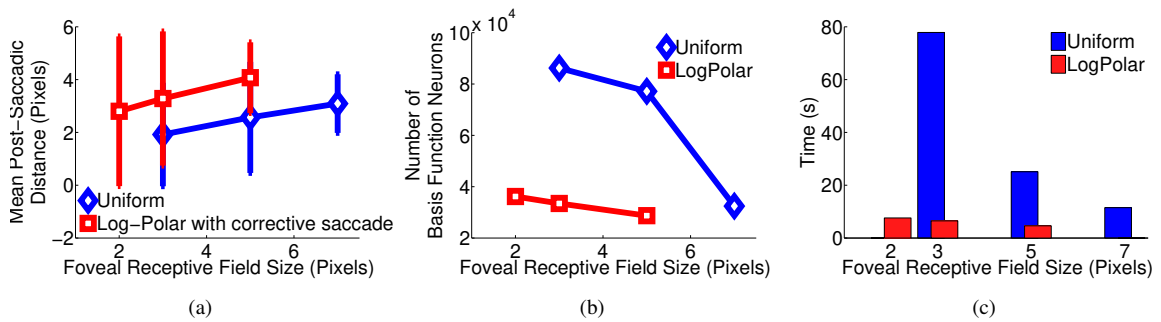 Mean Post-Saccadic
Distance (Pixels)
6
4
2
0
−2
2 4 6
Uniform
Log-Polar with corrective saccade
Foveal Receptive Field Size (Pixels)
(a)
Number of
Basis Function Neurons
x 10^4
10
8
6
4
2
2 4 6
Uniform
LogPolar
Foveal Receptive Field Size (Pixels)
(b)
Time (s)
80
60
40
20
0
2 3 5 7
Uniform
LogPolar
Foveal Receptive Field Size (Pixels)
(c)